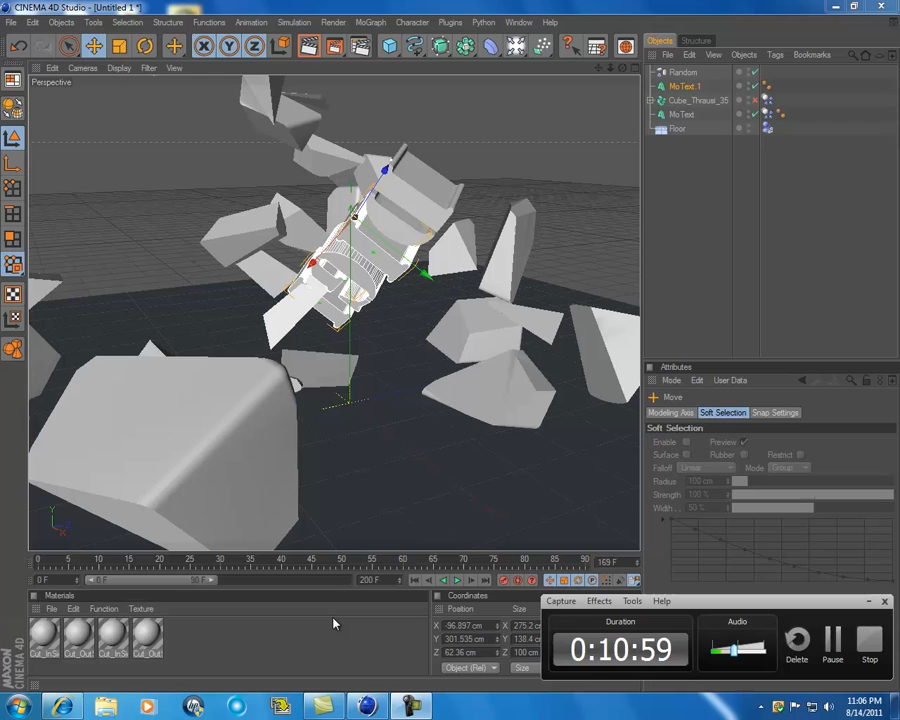 CINEMA 4D Studio - [Untitled 1 *]
File Edit Objects Tools Selection Structure Functions Animation Simulation Render MoGraph Character Plugins Python Window Help
Objects Structure
File Edit View Objects Tags Bookmarks
Edit Cameras Display Filter View
Perspective
Random
MoText.1
Cube_Thrausi_35
MoText
Floor
Y
X
Attributes
Mode Edit User Data
Move
Modeling Axis Soft Selection Snap Settings
Soft Selection
Enable Preview
Surface Rubber Restrict
Falloff Linear Mode Group
Radius 100 cm
Strength 100 %
Width . . 50 %
0 5 10 15 20 25 30 35 40 45 50 55 60 65 70 75 80 85 90 169 F
0 F 0 F 90 F 200 F
Materials
File Edit Function Texture
Cut_InSi Cut_Out Cut_InSi Cut_Out
Coordinates
Position Size
X -96.897 cm X 275.2 cm
Y 301.535 cm Y 138.4 cm
Z 62.36 cm Z 100 cm
Object (Rel) Size
MAXON
CINEMA 4D
Capture Effects Tools Help
Duration
0:10:59
Audio
Delete Pause Stop
11:06 PM
8/14/2011